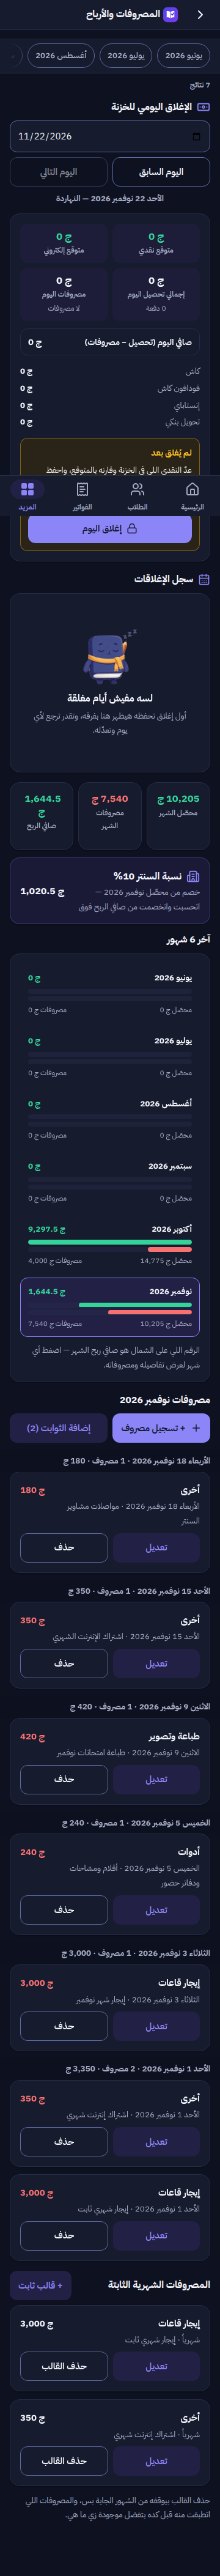 المصروفات والأرباح
يونيو 2026
يوليو 2026
أغسطس 2026
7 نتائج
الإغلاق اليومي للخزنة
11/22/2026
اليوم السابق
اليوم التالي
الأحد 22 نوفمبر 2026 — النهاردة
0 ج
متوقع نقدي
0 ج
متوقع إلكتروني
0 ج
إجمالي تحصيل اليوم
0 دفعة
0 ج
مصروفات اليوم
لا مصروفات
صافي اليوم (تحصيل − مصروفات)
0 ج
كاش
0 ج
فودافون كاش
0 ج
إنستاباي
0 ج
تحويل بنكي
0 ج
لم يُغلق بعد
عدّ النقدي اللي في الخزنة وقارنه بالمتوقع، واحفظ
الرئيسية
الطلاب
الفواتير
المزيد
إغلاق اليوم
سجل الإغلاقات
لسه مفيش أيام مغلقة
أول إغلاق تحفظه هيظهر هنا بفرقه، وتقدر ترجع لأي
يوم وتعدّله.
10,205 ج
محصّل الشهر
7,540 ج
مصروفات
الشهر
1,644.5
ج
صافي الربح
نسبة السنتر 10%
خصم من محصّل نوفمبر 2026 —
اتحسبت واتخصمت من صافي الربح فوق
1,020.5 ج
آخر 6 شهور
يونيو 2026
0 ج
محصّل 0 ج
مصروفات 0 ج
يوليو 2026
0 ج
محصّل 0 ج
مصروفات 0 ج
أغسطس 2026
0 ج
محصّل 0 ج
مصروفات 0 ج
سبتمبر 2026
0 ج
محصّل 0 ج
مصروفات 0 ج
أكتوبر 2026
9,297.5 ج
محصّل 14,775 ج
مصروفات 4,000 ج
نوفمبر 2026
1,644.5 ج
محصّل 10,205 ج
مصروفات 7,540 ج
الرقم اللي على الشمال هو صافي ربح الشهر — اضغط أي
شهر لعرض تفاصيله ومصروفاته.
مصروفات نوفمبر 2026
+ + تسجيل مصروف
إضافة الثوابت (2)
الأربعاء 18 نوفمبر 2026 · 1 مصروف · 180 ج
أخرى
180 ج
الأربعاء 18 نوفمبر 2026 · مواصلات مشاوير
السنتر
تعديل
حذف
الأحد 15 نوفمبر 2026 · 1 مصروف · 350 ج
أخرى
350 ج
الأحد 15 نوفمبر 2026 · اشتراك الإنترنت الشهري
تعديل
حذف
الاثنين 9 نوفمبر 2026 · 1 مصروف · 420 ج
طباعة وتصوير
420 ج
الاثنين 9 نوفمبر 2026 · طباعة امتحانات نوفمبر
تعديل
حذف
الخميس 5 نوفمبر 2026 · 1 مصروف · 240 ج
أدوات
240 ج
الخميس 5 نوفمبر 2026 · أقلام ومشاحات
ودفاتر حضور
تعديل
حذف
الثلاثاء 3 نوفمبر 2026 · 1 مصروف · 3,000 ج
إيجار قاعات
3,000 ج
الثلاثاء 3 نوفمبر 2026 · إيجار شهر نوفمبر
تعديل
حذف
الأحد 1 نوفمبر 2026 · 2 مصروف · 3,350 ج
أخرى
350 ج
الأحد 1 نوفمبر 2026 · اشتراك إنترنت شهري
تعديل
حذف
إيجار قاعات
3,000 ج
الأحد 1 نوفمبر 2026 · إيجار شهري ثابت
تعديل
حذف
المصروفات الشهرية الثابتة
+ قالب ثابت
إيجار قاعات
3,000 ج
شهرياً · إيجار شهري ثابت
تعديل
حذف القالب
أخرى
350 ج
شهرياً · اشتراك إنترنت شهري
تعديل
حذف القالب
حذف القالب بيوقفه من الشهور الجاية بس، والمصروفات اللي
اتطبقت منه قبل كده بتفضل موجودة زي ما هي.